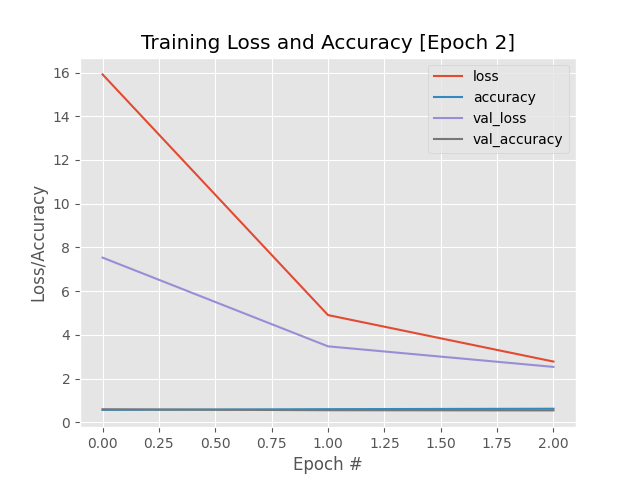 Training Loss and Accuracy [Epoch 2]
16
14
12
10
8
6
4
2
0
Loss/Accuracy
loss
accuracy
val_loss
val_accuracy
0.00 0.25 0.50 0.75 1.00 1.25 1.50 1.75 2.00
Epoch #